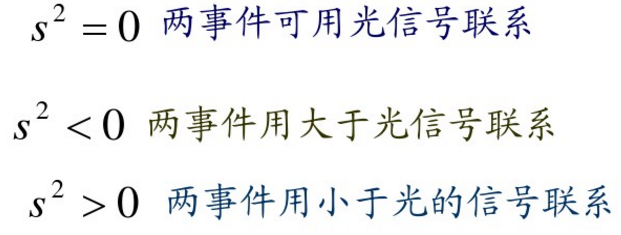 s² = 0 两事件可用光信号联系
s² < 0 两事件用大于光信号联系
s² > 0 两事件用小于光的信号联系